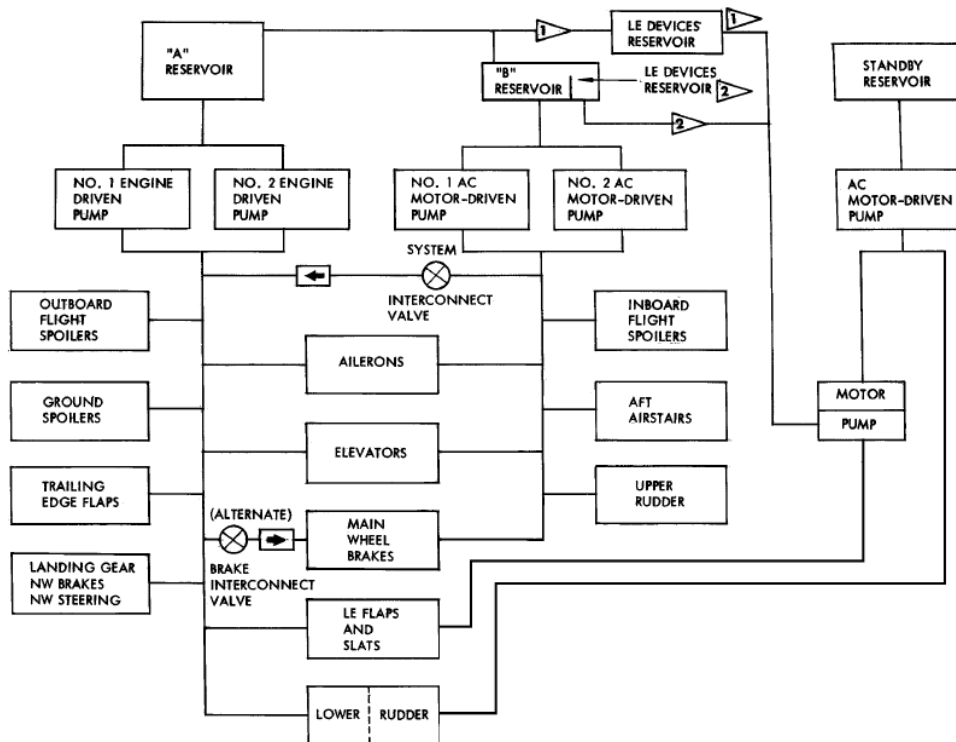 "A"
RESERVOIR
1
LE DEVICES'
RESERVOIR
1
"B"
RESERVOIR
LE DEVICES
RESERVOIR
2
2
STANDBY
RESERVOIR
NO. 1 ENGINE
DRIVEN
PUMP
NO. 2 ENGINE
DRIVEN
PUMP
NO. 1 AC
MOTOR-DRIVEN
PUMP
NO. 2 AC
MOTOR-DRIVEN
PUMP
AC
MOTOR-DRIVEN
PUMP
SYSTEM
INTERCONNECT
VALVE
OUTBOARD
FLIGHT
SPOILERS
INBOARD
FLIGHT
SPOILERS
AILERONS
GROUND
SPOILERS
AFT
AIRSTAIRS
MOTOR
PUMP
ELEVATORS
TRAILING
EDGE FLAPS
UPPER
RUDDER
(ALTERNATE)
BRAKE
INTERCONNECT
VALVE
MAIN
WHEEL
BRAKES
LANDING GEAR
NW BRAKES
NW STEERING
LE FLAPS
AND
SLATS
LOWER RUDDER